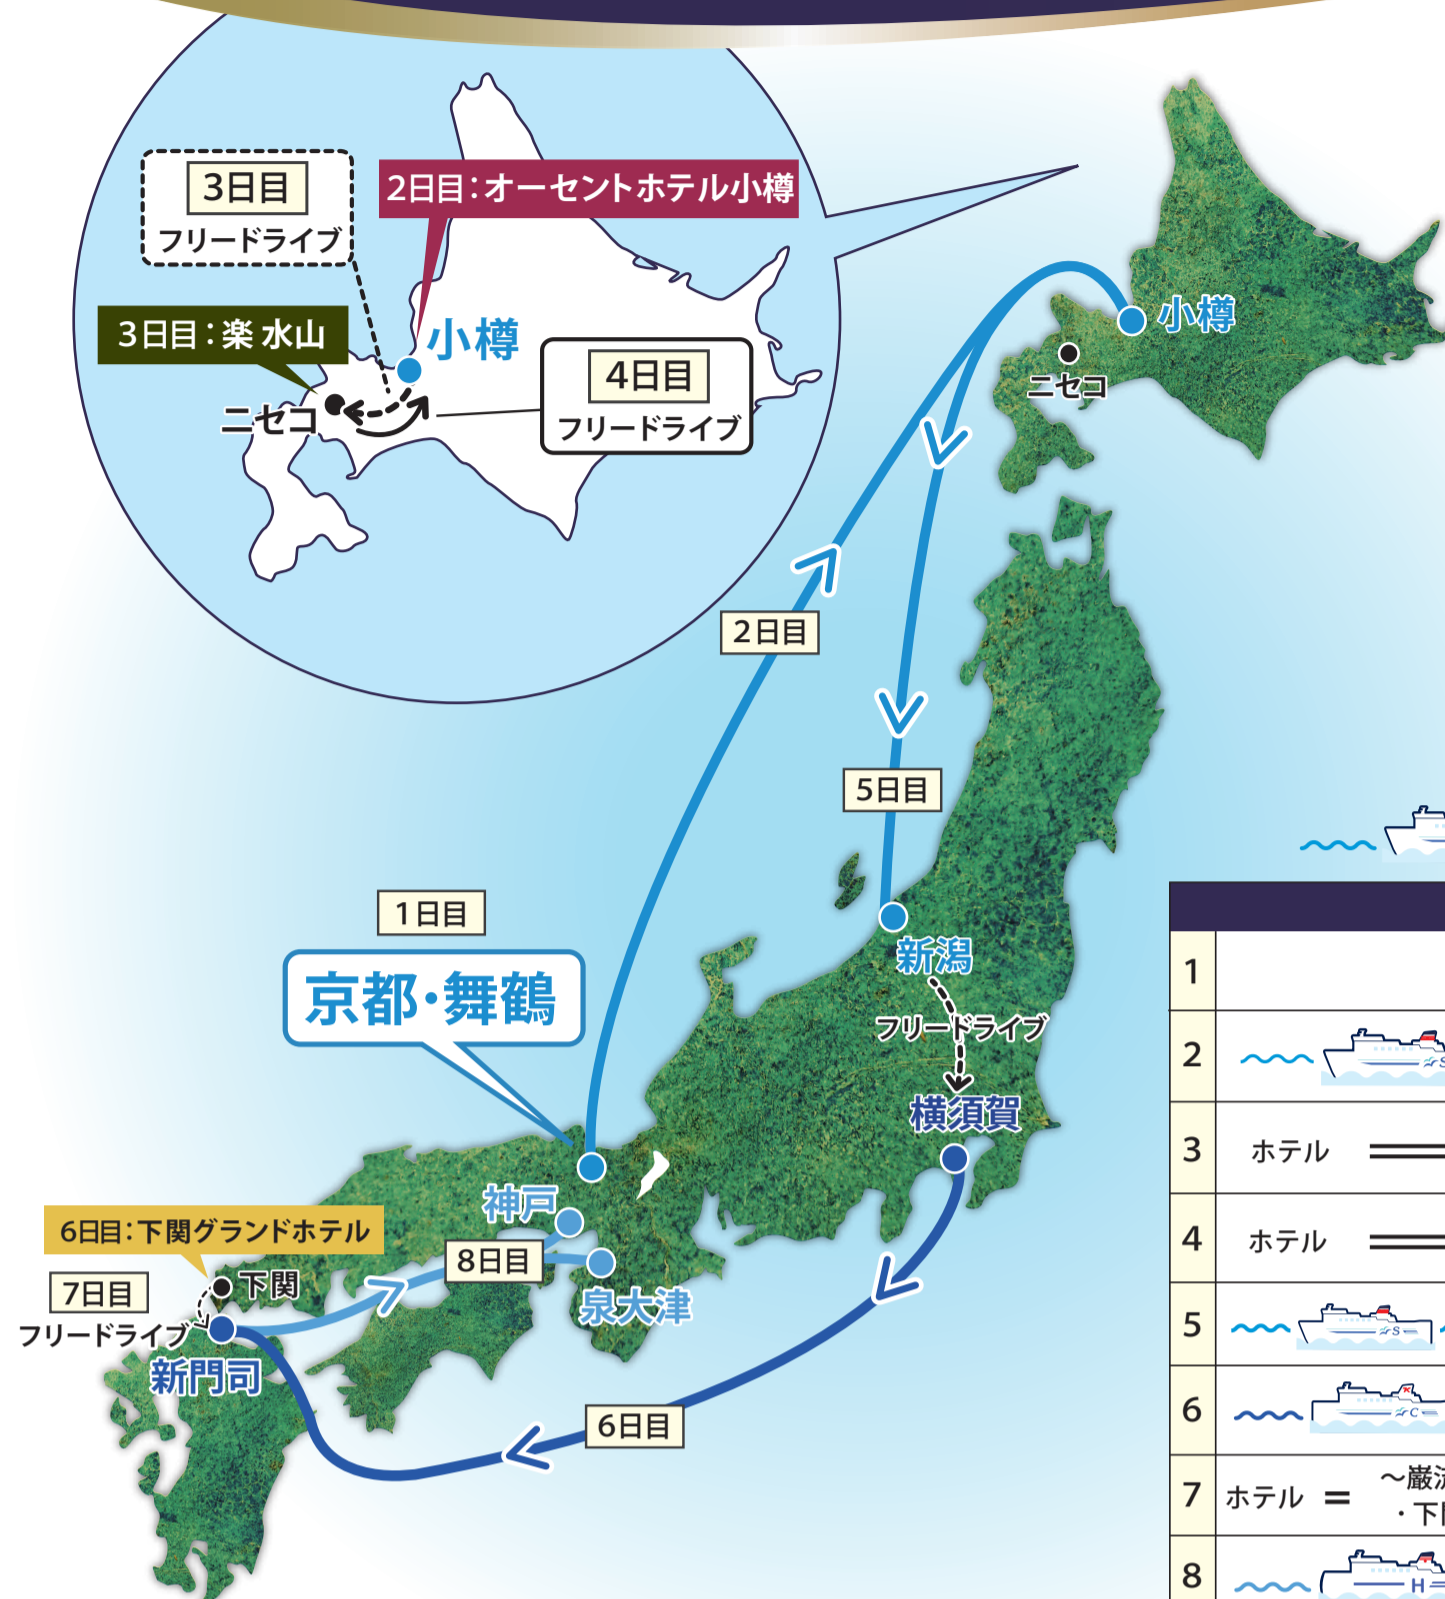 3日目
フリードライブ
2日目：オーセントホテル小樽
3日目：楽 水山
小樽
ニセコ
4日目
フリードライブ
小樽
ニセコ
2日目
5日目
1日目
京都・舞鶴
新潟
フリードライブ
横須賀
神戸
8日目
泉大津
6日目：下関グランドホテル
下関
7日目
フリードライブ
新門司
6日目
1
2
S
3 ホテル
4 ホテル
5
S
6
C
7 ホテル = ～巌流
・下関
8
H